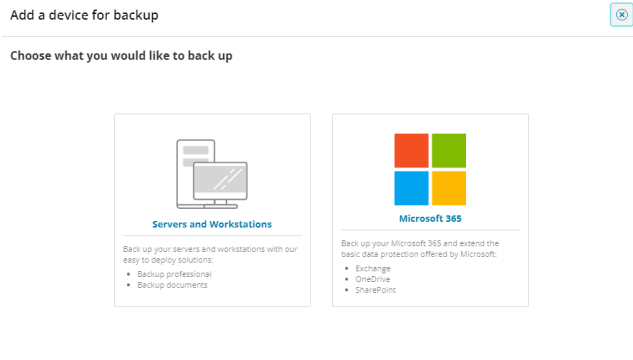 Add a device for backup
Choose what you would like to back up
Servers and Workstations
Back up your servers and workstations with our
easy to deploy solutions:
Backup professional
Backup documents
Microsoft 365
Back up your Microsoft 365 and extend the
basic data protection offered by Microsoft:
Exchange
OneDrive
SharePoint